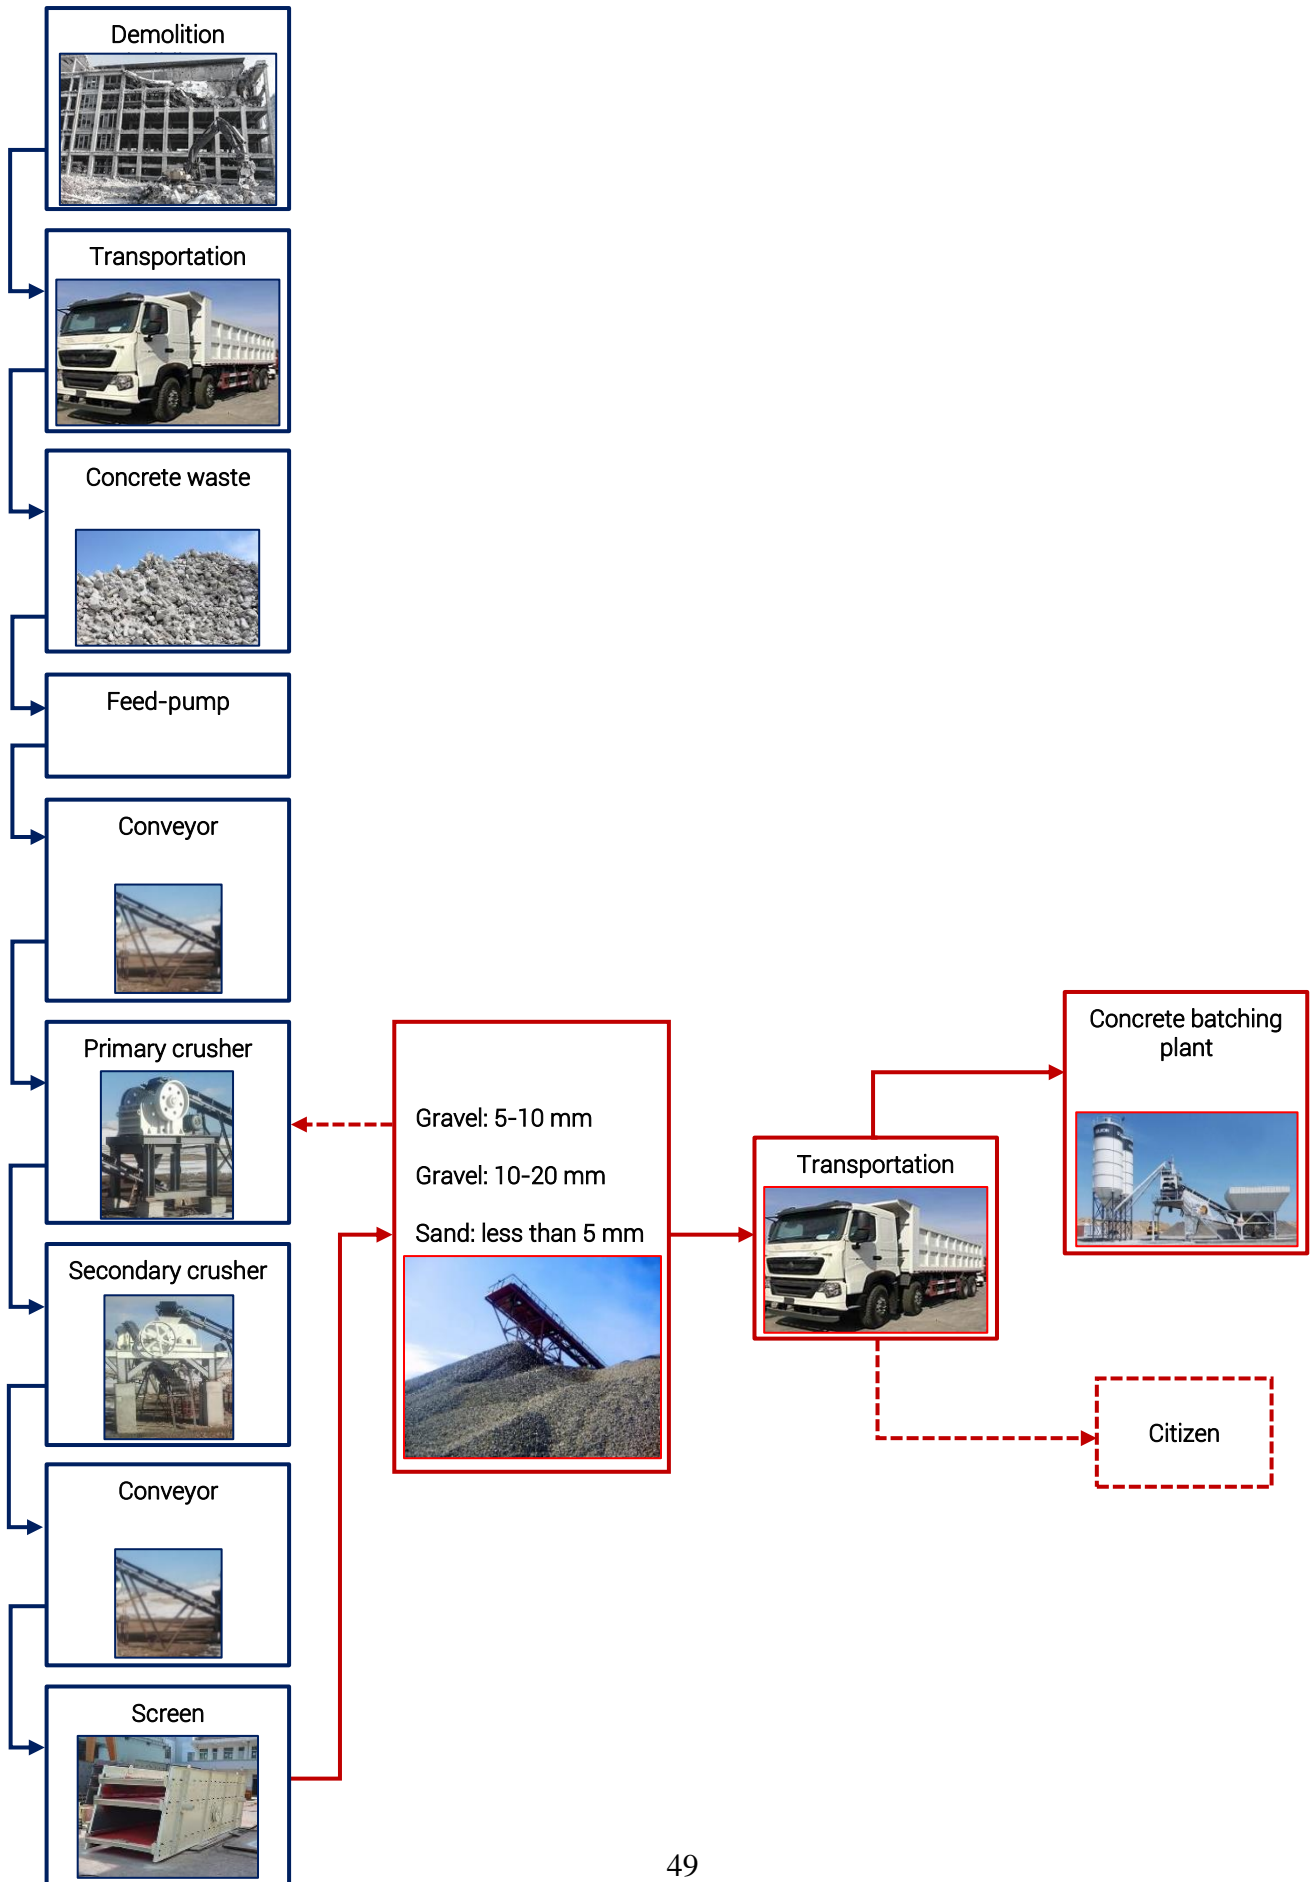 Demolition
Transportation
Concrete waste
Feed-pump
Conveyor
Primary crusher
Secondary crusher
Conveyor
Screen
Gravel: 5-10 mm
Gravel: 10-20 mm
Sand: less than 5 mm
Transportation
Concrete batching
plant
Citizen
49